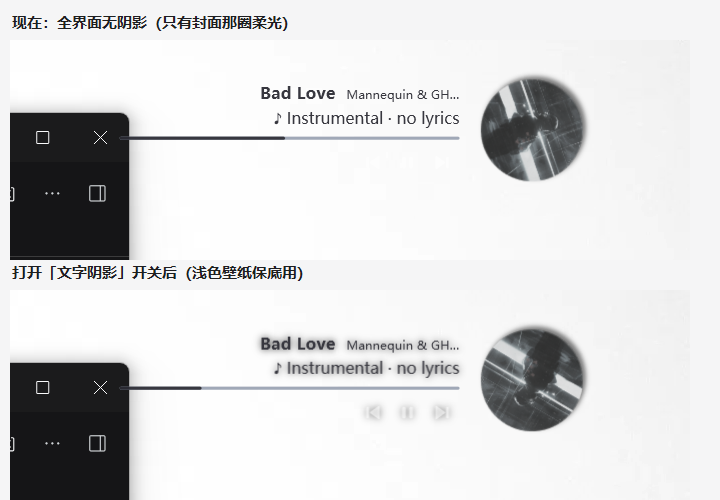 现在：全界面无阴影（只有封面那圈柔光）
Bad Love Mannequin & GH...
♪ Instrumental · no lyrics
打开「文字阴影」开关后（浅色壁纸保底用）
Bad Love Mannequin & GH...
♪ Instrumental · no lyrics